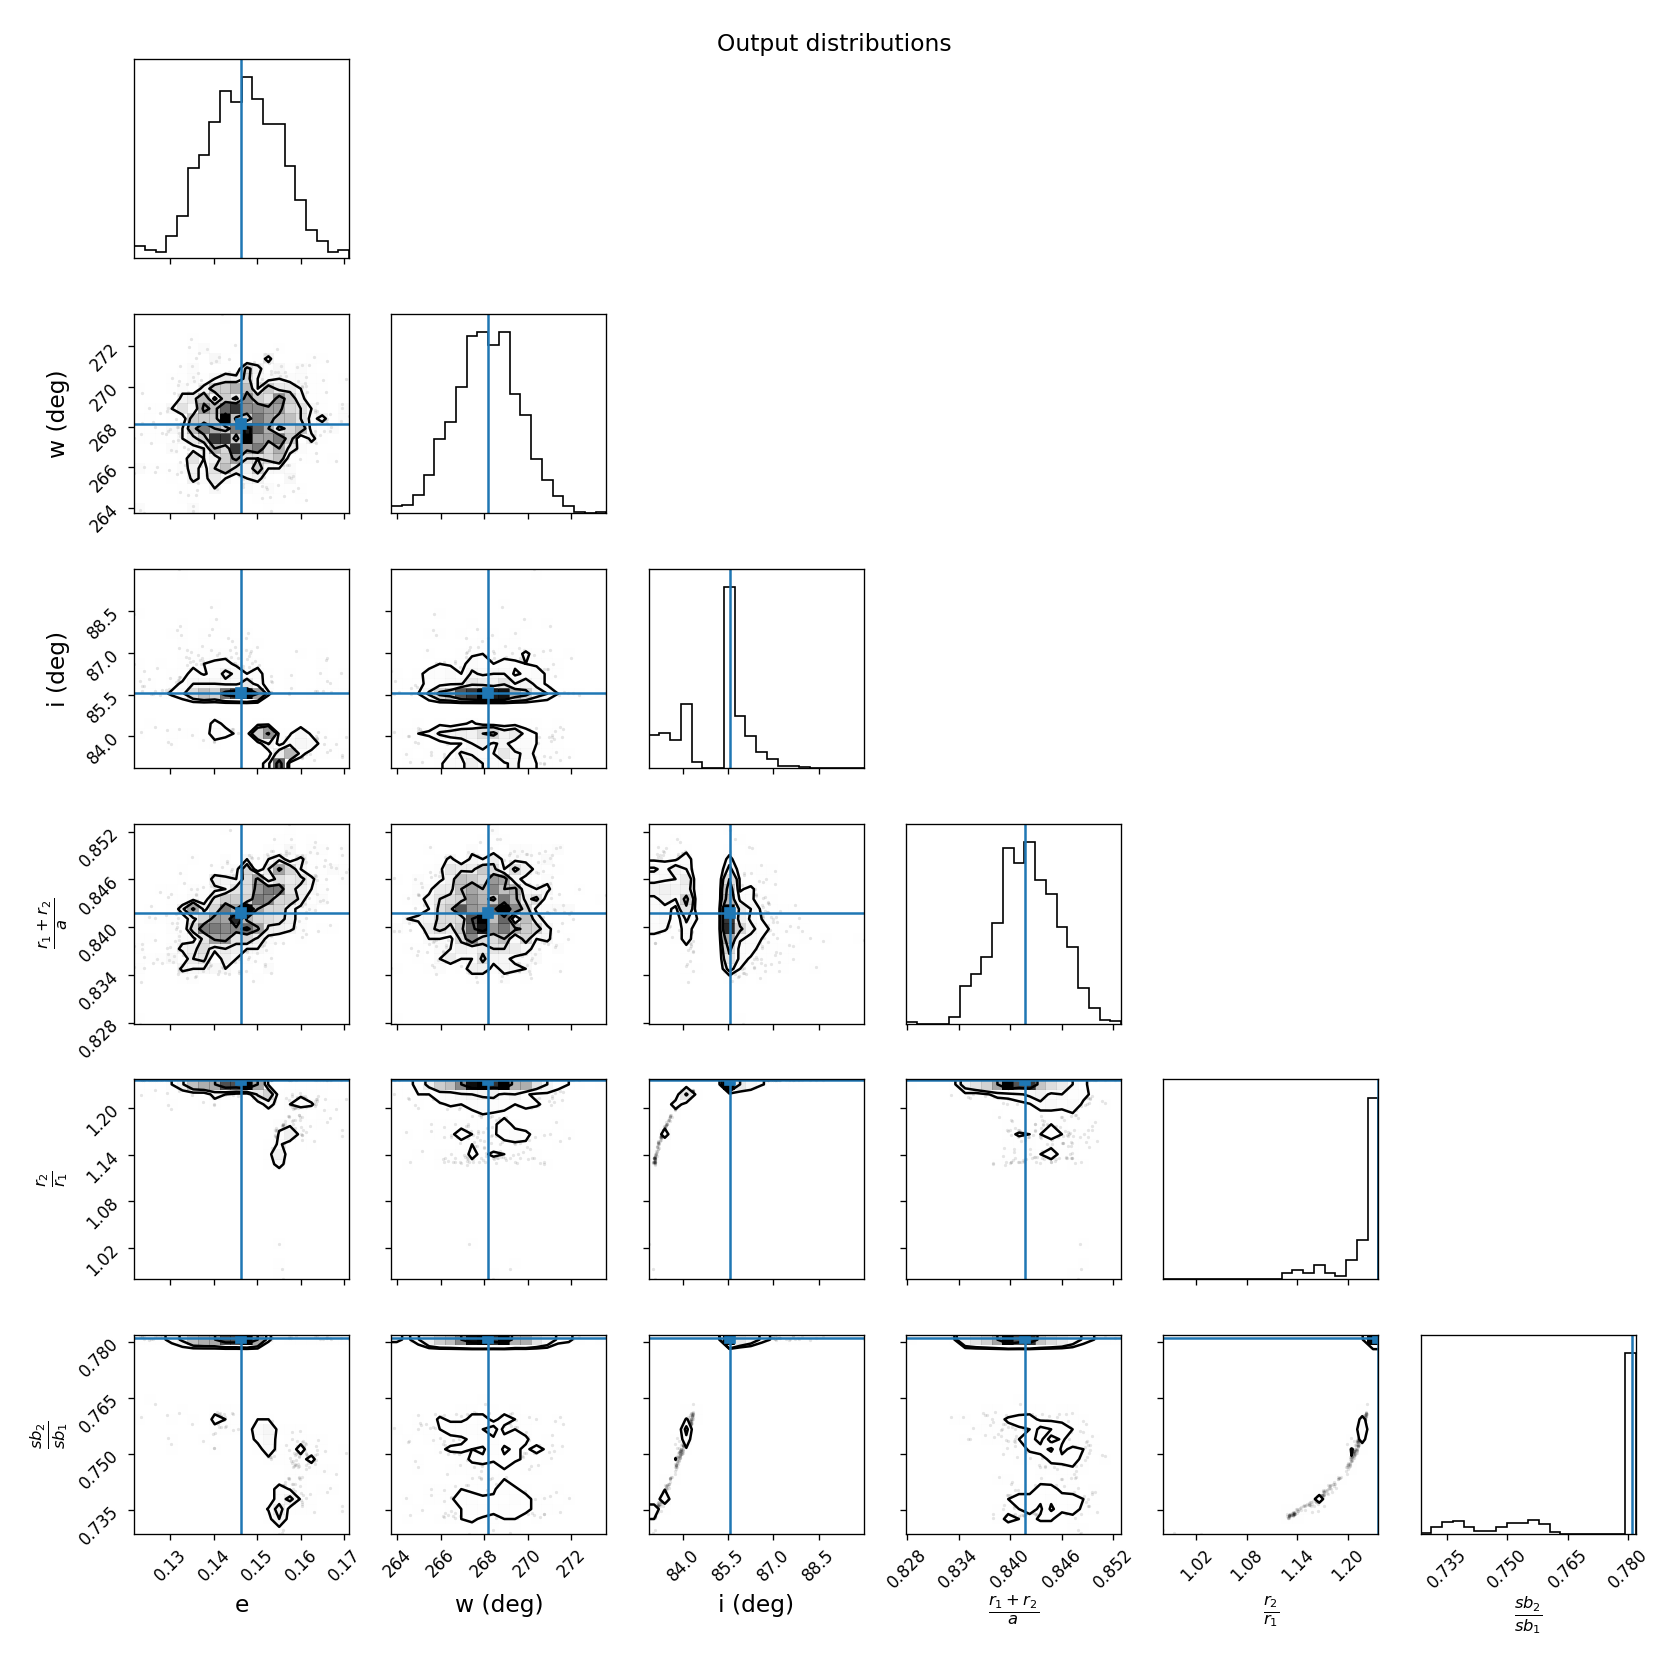 Output distributions
w (deg)
272
270
268
266
264
i (deg)
88.5
87.0
85.5
84.0
r₁ + r₂
a
0.852
0.846
0.840
0.834
0.828
r₂
r₁
1.20
1.14
1.08
1.02
sb₂
sb₁
0.780
0.765
0.750
0.735
0.13 0.14 0.15 0.16 0.17
264 266 268 270 272
84.0 85.5 87.0 88.5
0.828 0.834 0.840 0.846 0.852
1.02 1.08 1.14 1.20
0.735 0.750 0.765 0.780
e
w (deg)
i (deg)
r₁ + r₂
a
r₂
r₁
sb₂
sb₁